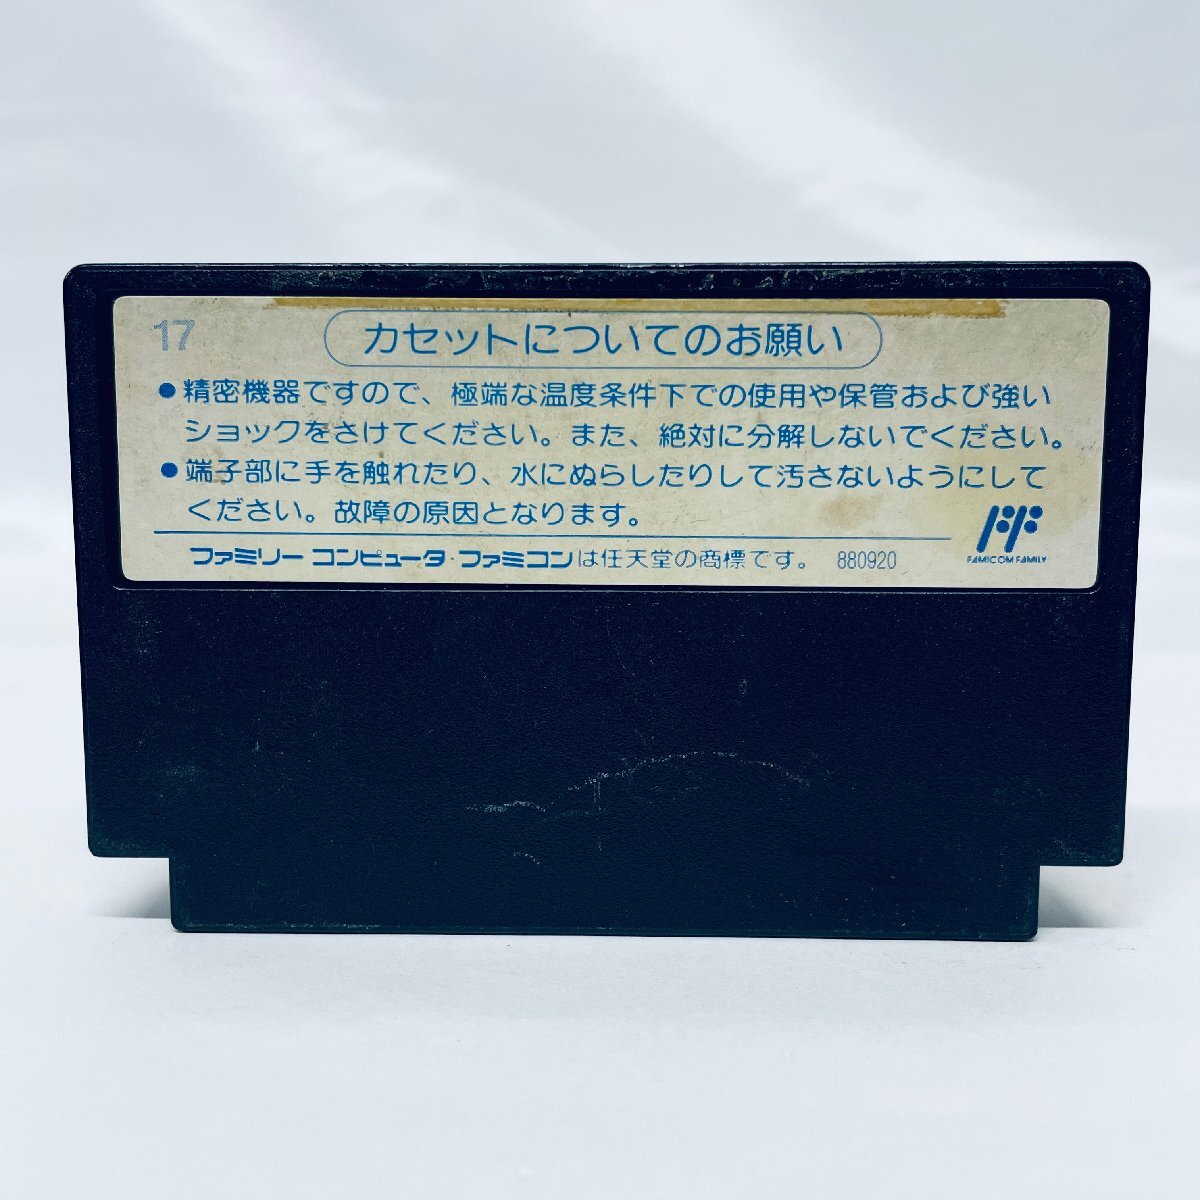 17
カセットについてのお願い
●精密機器ですので、極端な温度条件下での使用や保管および強い
ショックをさけてください。また、絶対に分解しないでください。
●端子部に手を触れたり、水にぬらしたりして汚さないようにして
ください。故障の原因となります。
ファミリーコンピュータ・ファミコンは任天堂の商標です。 880920
FAMICOM FAMILY